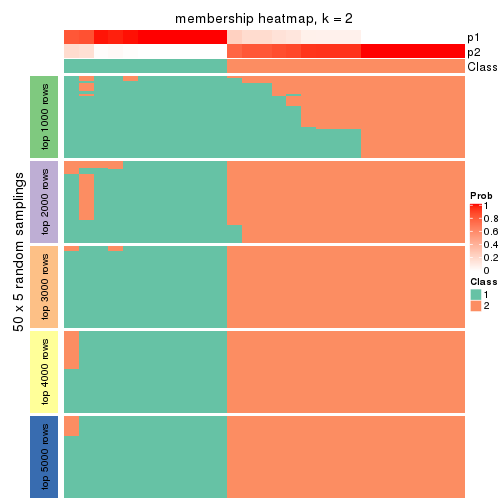 membership heatmap, k = 2
p1
p2
Class
50 x 5 random samplings
top 1000 rows
top 2000 rows
top 3000 rows
top 4000 rows
top 5000 rows
Prob
1
0.8
0.6
0.4
0.2
0
Class
1
2